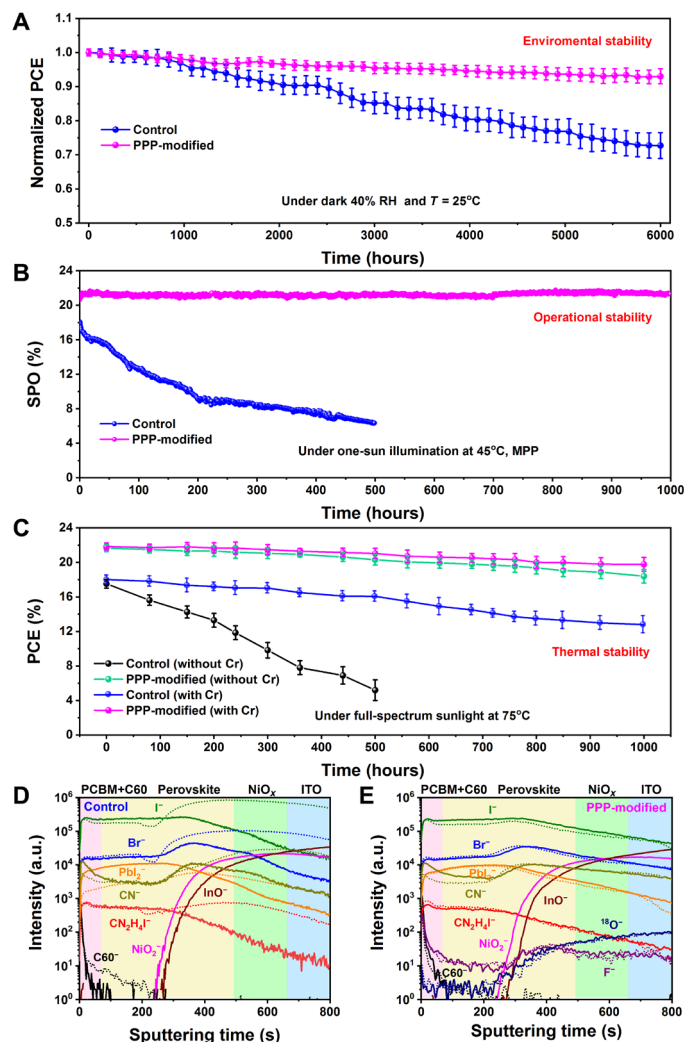 A
Enviromental stability
Normalized PCE
1.0
0.9
0.8
0.7
0.6
0.5
Control
PPP-modified
Under dark 40% RH and T = 25°C
0 1000 2000 3000 4000 5000 6000
Time (hours)
B
SPO (%)
24
20
16
12
8
4
0
Operational stability
Control
PPP-modified
Under one-sun illumination at 45°C, MPP
0 100 200 300 400 500 600 700 800 900 1000
Time (hours)
C
PCE (%)
24
20
16
12
8
4
0
Thermal stability
Control (without Cr)
PPP-modified (without Cr)
Control (with Cr)
PPP-modified (with Cr)
Under full-spectrum sunlight at 75°C
0 100 200 300 400 500 600 700 800 900 1000
Time (hours)
D
PCBM+C60 Perovskite NiOx ITO
Control
Intensity (a.u.)
10⁶
10⁵
10⁴
10³
10²
10¹
10⁰
I⁻
Br⁻
PbI₂⁻
CN⁻
InO⁻
CN₂H₄I⁻
NiO₂⁻
C60⁻
0 200 400 600 800
Sputtering time (s)
E
PCBM+C60 Perovskite NiOx ITO
PPP-modified
Intensity (a.u.)
10⁶
10⁵
10⁴
10³
10²
10¹
10⁰
I⁻
Br⁻
PbI₂⁻
CN⁻
InO⁻
CN₂H₄I⁻
¹⁸O⁻
NiO₂⁻
C60⁻
F⁻
0 200 400 600 800
Sputtering time (s)